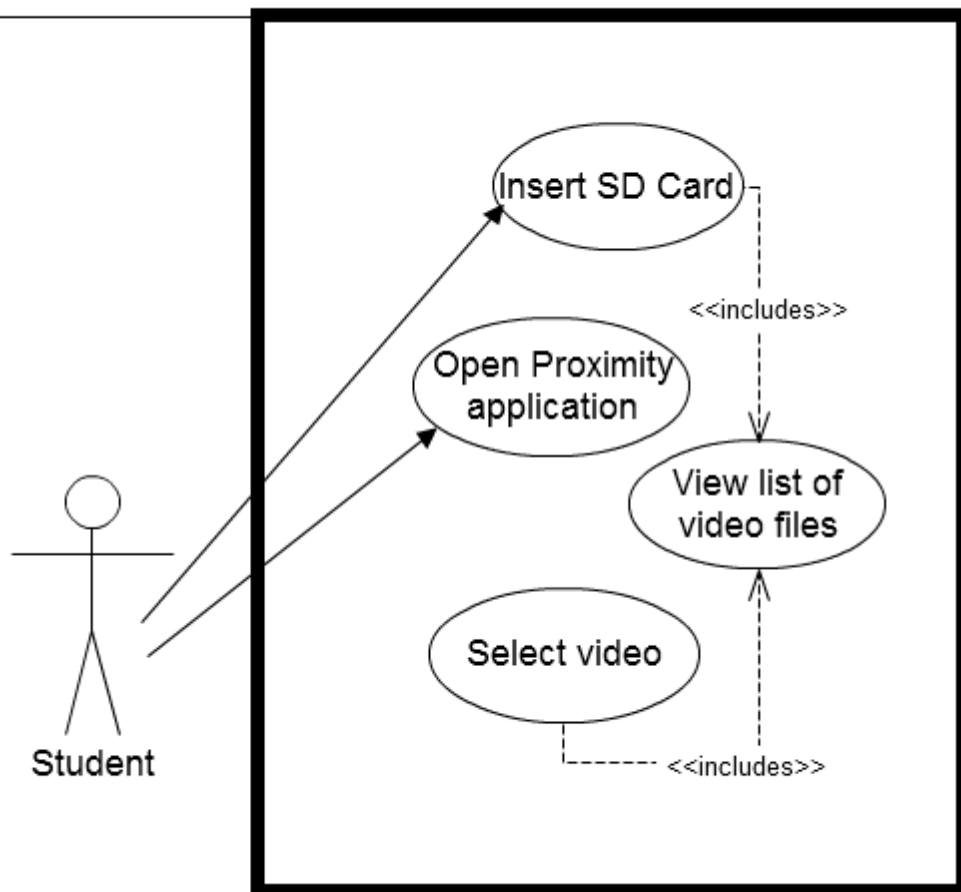 Insert SD Card
<<includes>>
Open Proximity
application
View list of
video files
Select video
<<includes>>
Student